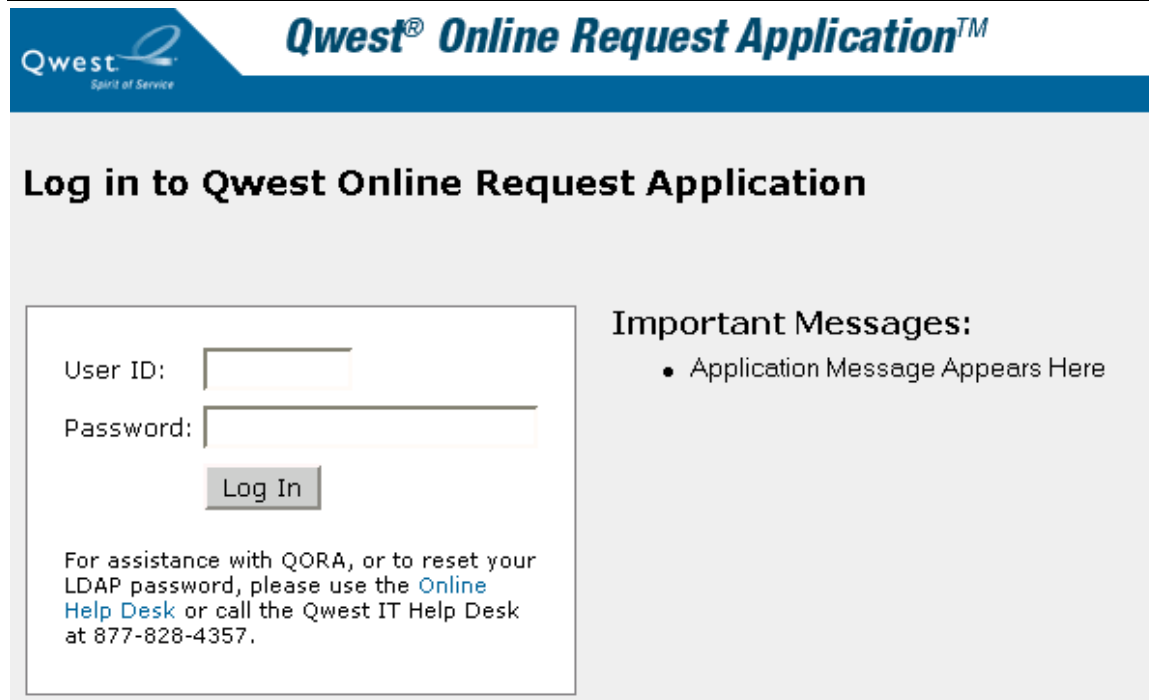 Qwest® Online Request Application™
Qwest
Spirit of Service
Log in to Qwest Online Request Application
User ID:
Password:
Log In
For assistance with QORA, or to reset your
LDAP password, please use the Online
Help Desk or call the Qwest IT Help Desk
at 877-828-4357.
Important Messages:
• Application Message Appears Here